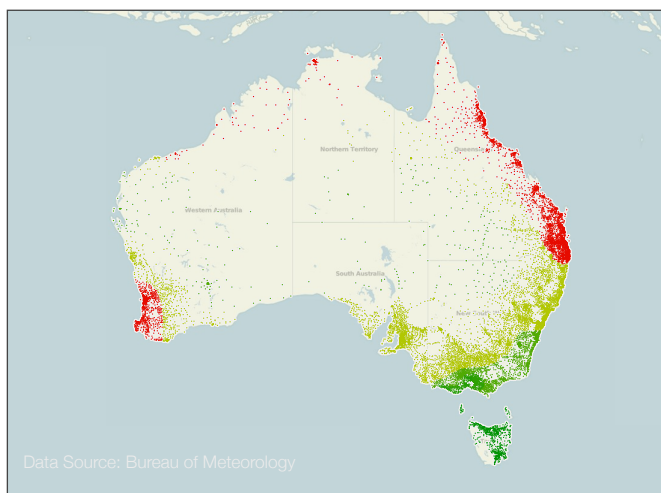 Northern Territory
Queensland
Western Australia
South Australia
New South
Data Source: Bureau of Meteorology